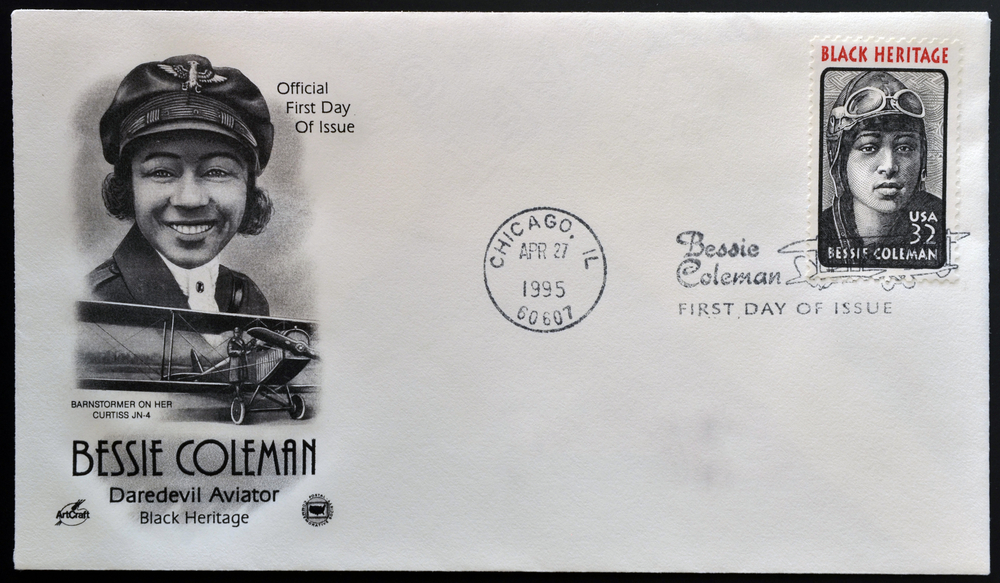 Official
First Day
Of Issue
BARNSTORMER ON HER
CURTISS JN-4
BESSIE COLEMAN
Daredevil Aviator
Black Heritage
ArtCraft
CHICAGO, IL
APR 27
1995
60607
Bessie
Coleman
FIRST DAY OF ISSUE
BLACK HERITAGE
USA
32
BESSIE COLEMAN